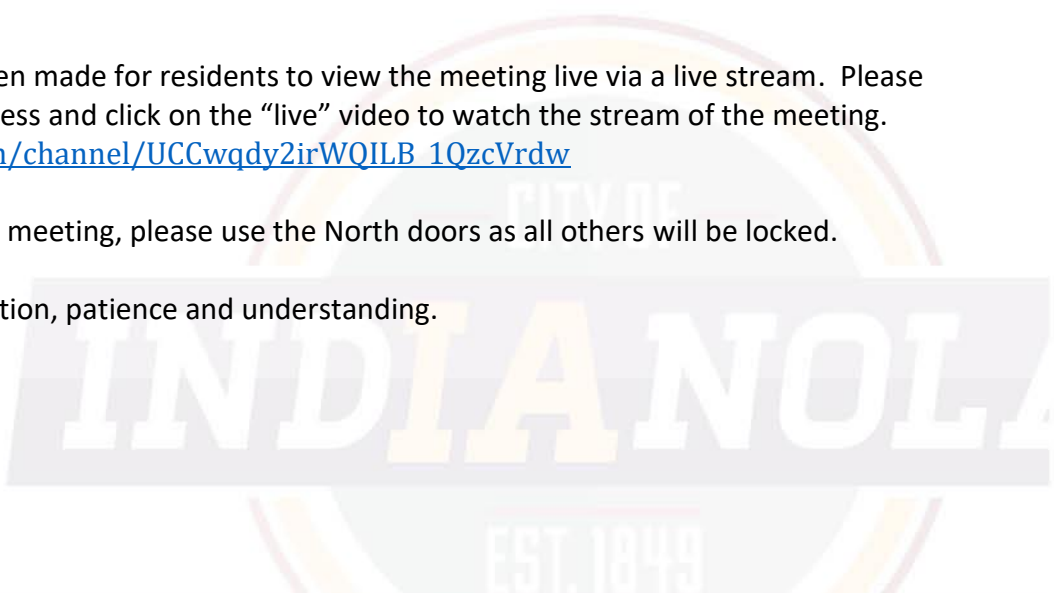 en made for residents to view the meeting live via a live stream. Please
ess and click on the “live” video to watch the stream of the meeting.
n/channel/UCCwqdy2irWQILB_1QzcVrdw
CITY OF
meeting, please use the North doors as all others will be locked.
tion, patience and understanding.
INDIANOLA
EST. 1849